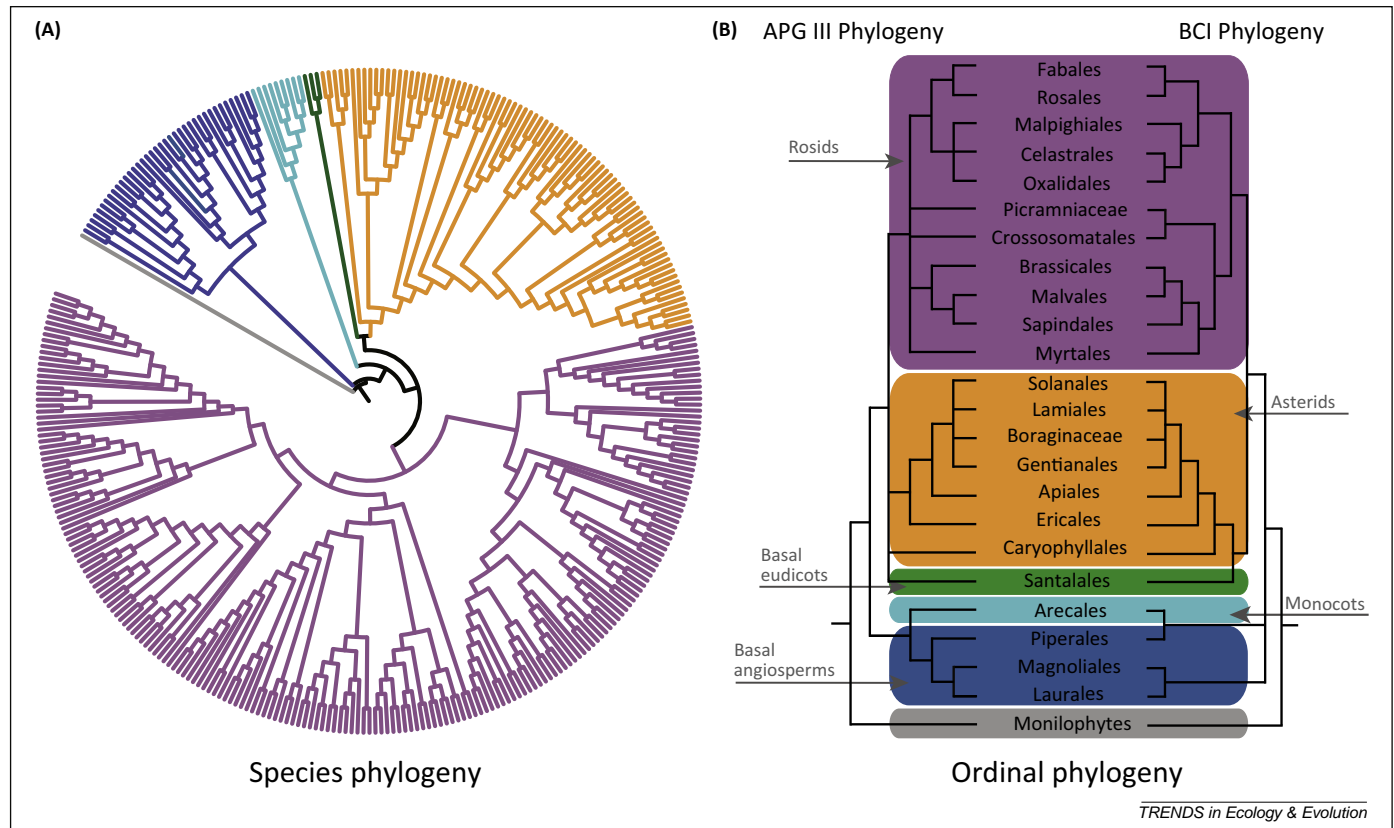 (A)
Species phylogeny
(B) APG III Phylogeny
BCI Phylogeny
Rosids
Fabales
Rosales
Malpighiales
Celastrales
Oxalidales
Picramniaceae
Crossosomatales
Brassicales
Malvales
Sapindales
Myrtales
Solanales
Lamiales
Boraginaceae
Gentianales
Apiales
Ericales
Caryophyllales
Asterids
Basal
eudicots
Santalales
Arecales
Monocots
Basal
angiosperms
Piperales
Magnoliales
Laurales
Monilophytes
Ordinal phylogeny
TRENDS in Ecology & Evolution